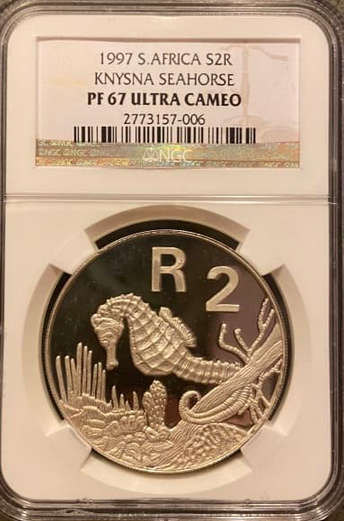 1997 S.AFRICA S2R
KNYSNA SEAHORSE
PF 67 ULTRA CAMEO
2773157-006
NGC
R 2